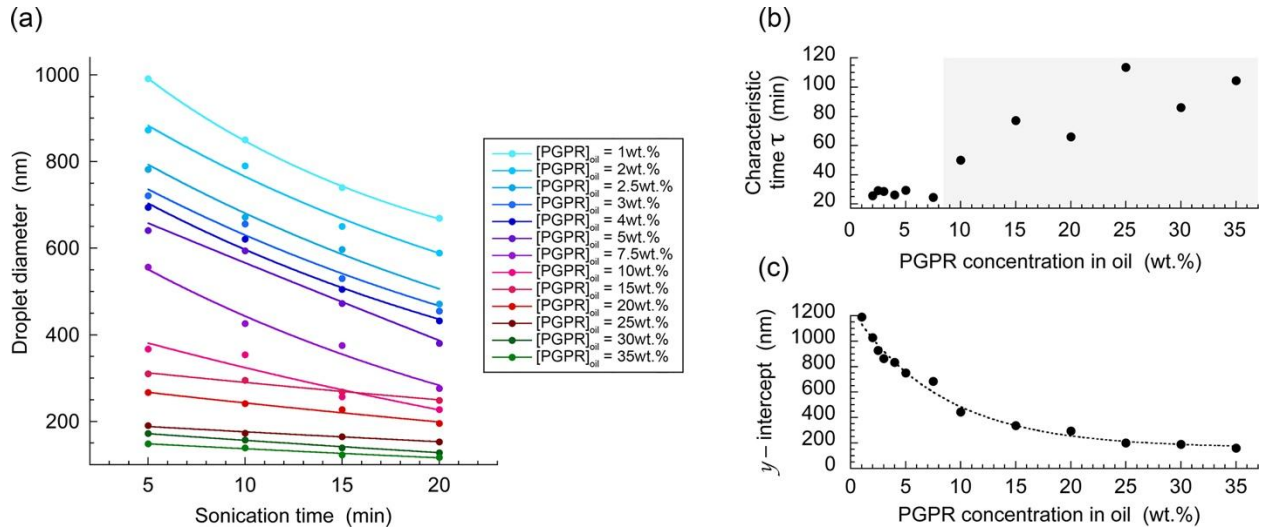 (a)
1000
800
600
400
200
Droplet diameter (nm)
5 10 15 20
Sonication time (min)
[PGPR]oil = 1wt.%
[PGPR]oil = 2wt.%
[PGPR]oil = 2.5wt.%
[PGPR]oil = 3wt.%
[PGPR]oil = 4wt.%
[PGPR]oil = 5wt.%
[PGPR]oil = 7.5wt.%
[PGPR]oil = 10wt.%
[PGPR]oil = 15wt.%
[PGPR]oil = 20wt.%
[PGPR]oil = 25wt.%
[PGPR]oil = 30wt.%
[PGPR]oil = 35wt.%
(b)
Characteristic
time τ (min)
120
100
80
60
40
20
0 5 10 15 20 25 30 35
PGPR concentration in oil (wt.%)
(c)
y – intercept (nm)
1200
1000
800
600
400
200
0
0 5 10 15 20 25 30 35
PGPR concentration in oil (wt.%)